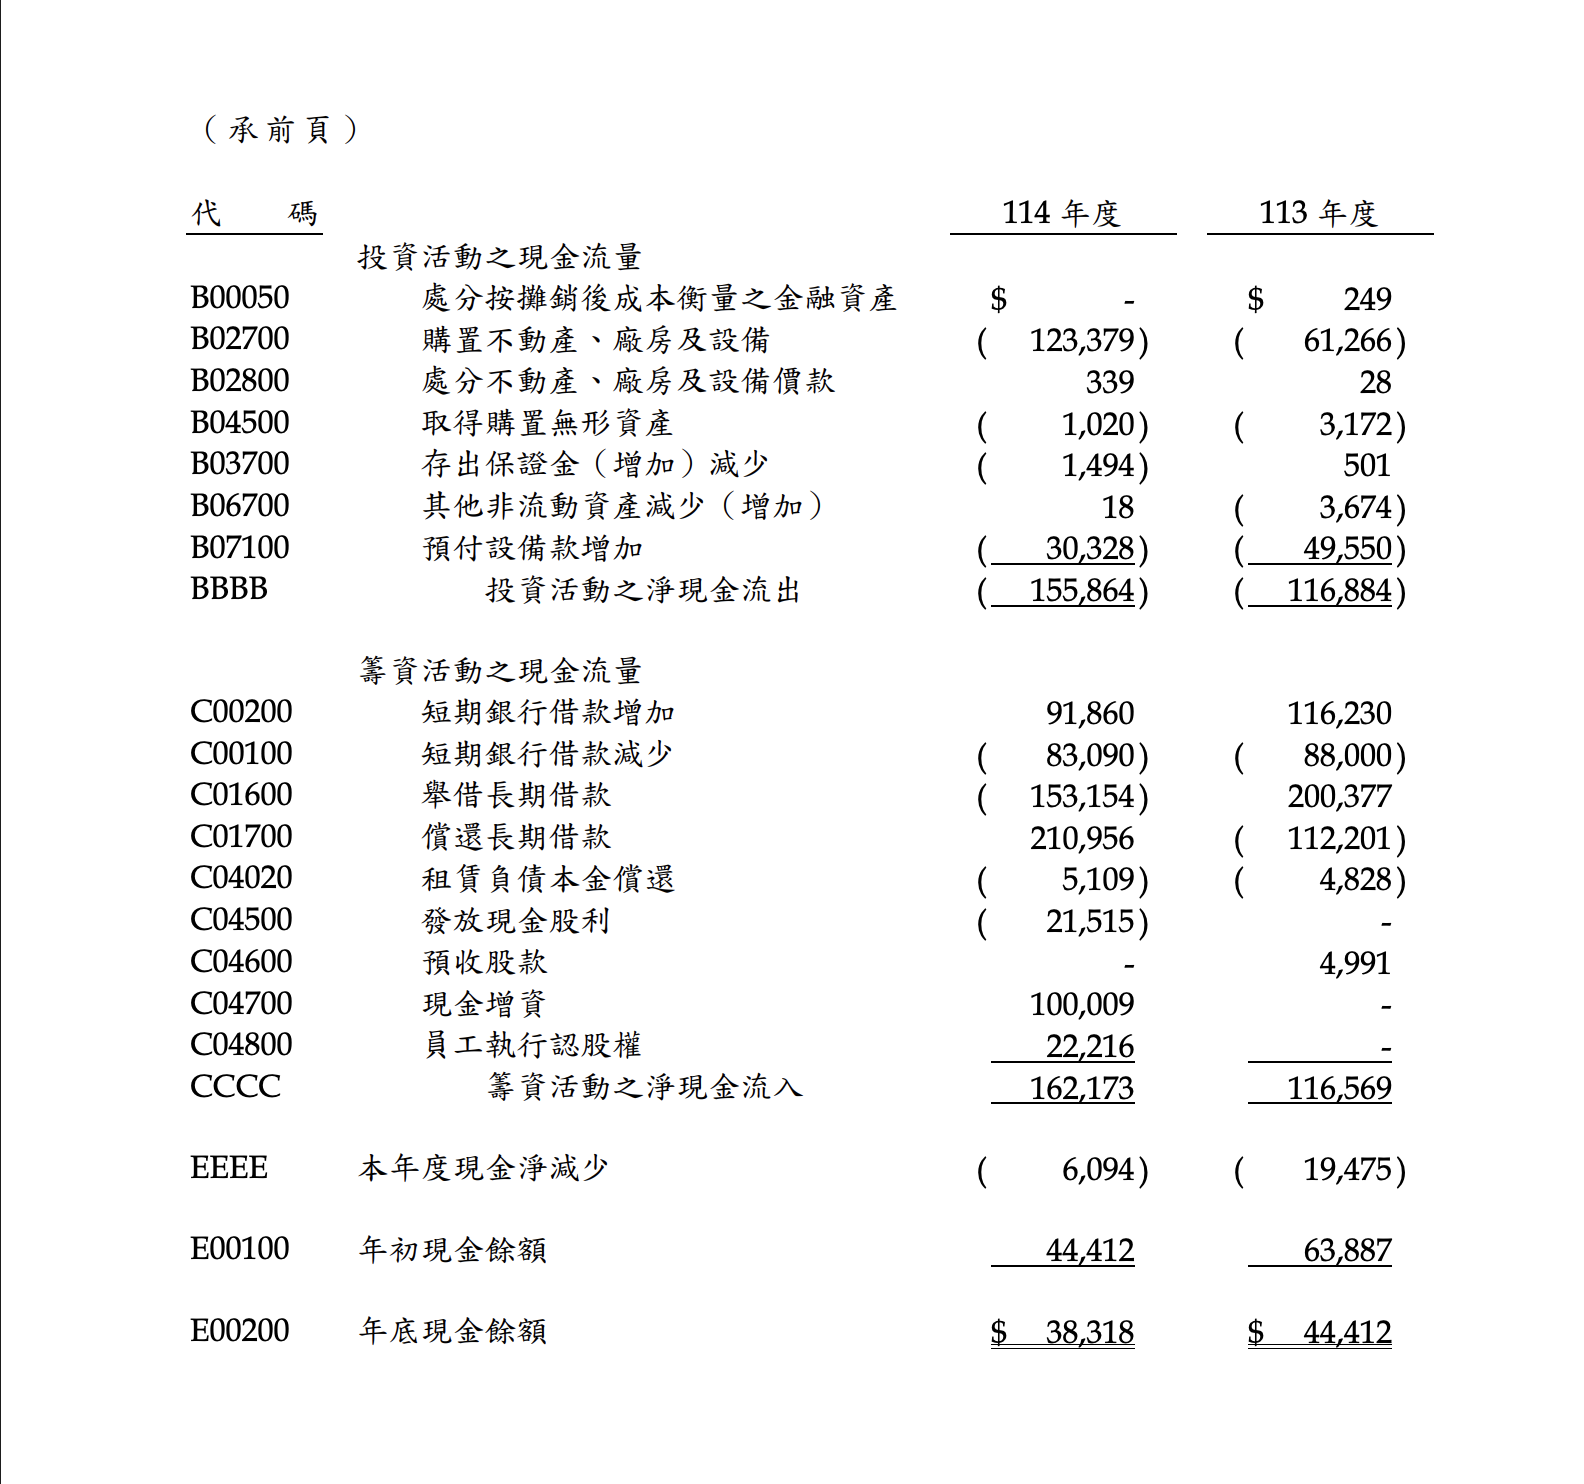 （承前頁）
代　　碼　114 年度　113 年度
投資活動之現金流量
B00050　處分按攤銷後成本衡量之金融資產　$　-　$　249
B02700　購置不動產、廠房及設備　( 123,379)　( 61,266)
B02800　處分不動產、廠房及設備價款　339　28
B04500　取得購置無形資產　( 1,020)　( 3,172)
B03700　存出保證金（增加）減少　( 1,494)　501
B06700　其他非流動資產減少（增加）　18　( 3,674)
B07100　預付設備款增加　( 30,328)　( 49,550)
BBBB　投資活動之淨現金流出　( 155,864)　( 116,884)
籌資活動之現金流量
C00200　短期銀行借款增加　91,860　116,230
C00100　短期銀行借款減少　( 83,090)　( 88,000)
C01600　舉借長期借款　( 153,154)　200,377
C01700　償還長期借款　210,956　( 112,201)
C04020　租賃負債本金償還　( 5,109)　( 4,828)
C04500　發放現金股利　( 21,515)　-
C04600　預收股款　-　4,991
C04700　現金增資　100,009　-
C04800　員工執行認股權　22,216　-
CCCC　籌資活動之淨現金流入　162,173　116,569
EEEE　本年度現金淨減少　( 6,094)　( 19,475)
E00100　年初現金餘額　44,412　63,887
E00200　年底現金餘額　$ 38,318　$ 44,412